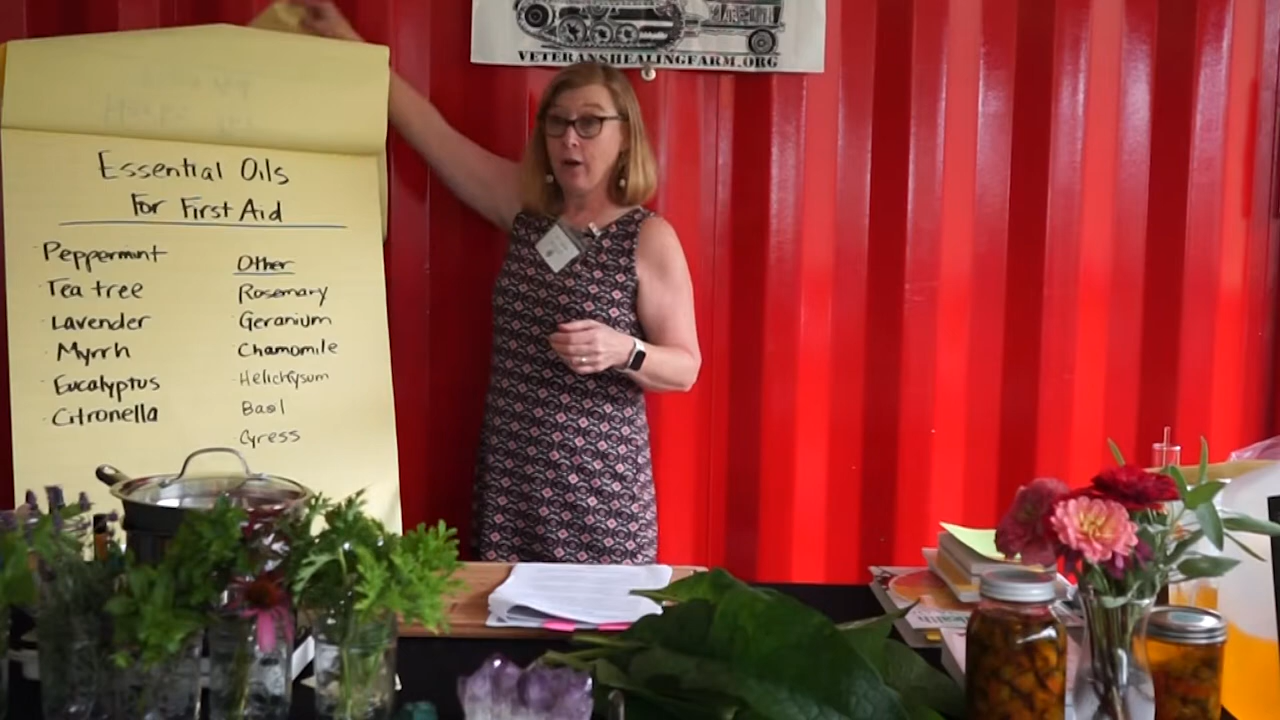 VETERANSHEALINGFARM.ORG
Essential Oils
For First Aid
Peppermint
Tea tree
Lavender
Myrrh
Eucalyptus
Citronella
Other
Rosemary
Geranium
Chamomile
Helichrysum
Basil
Cyress